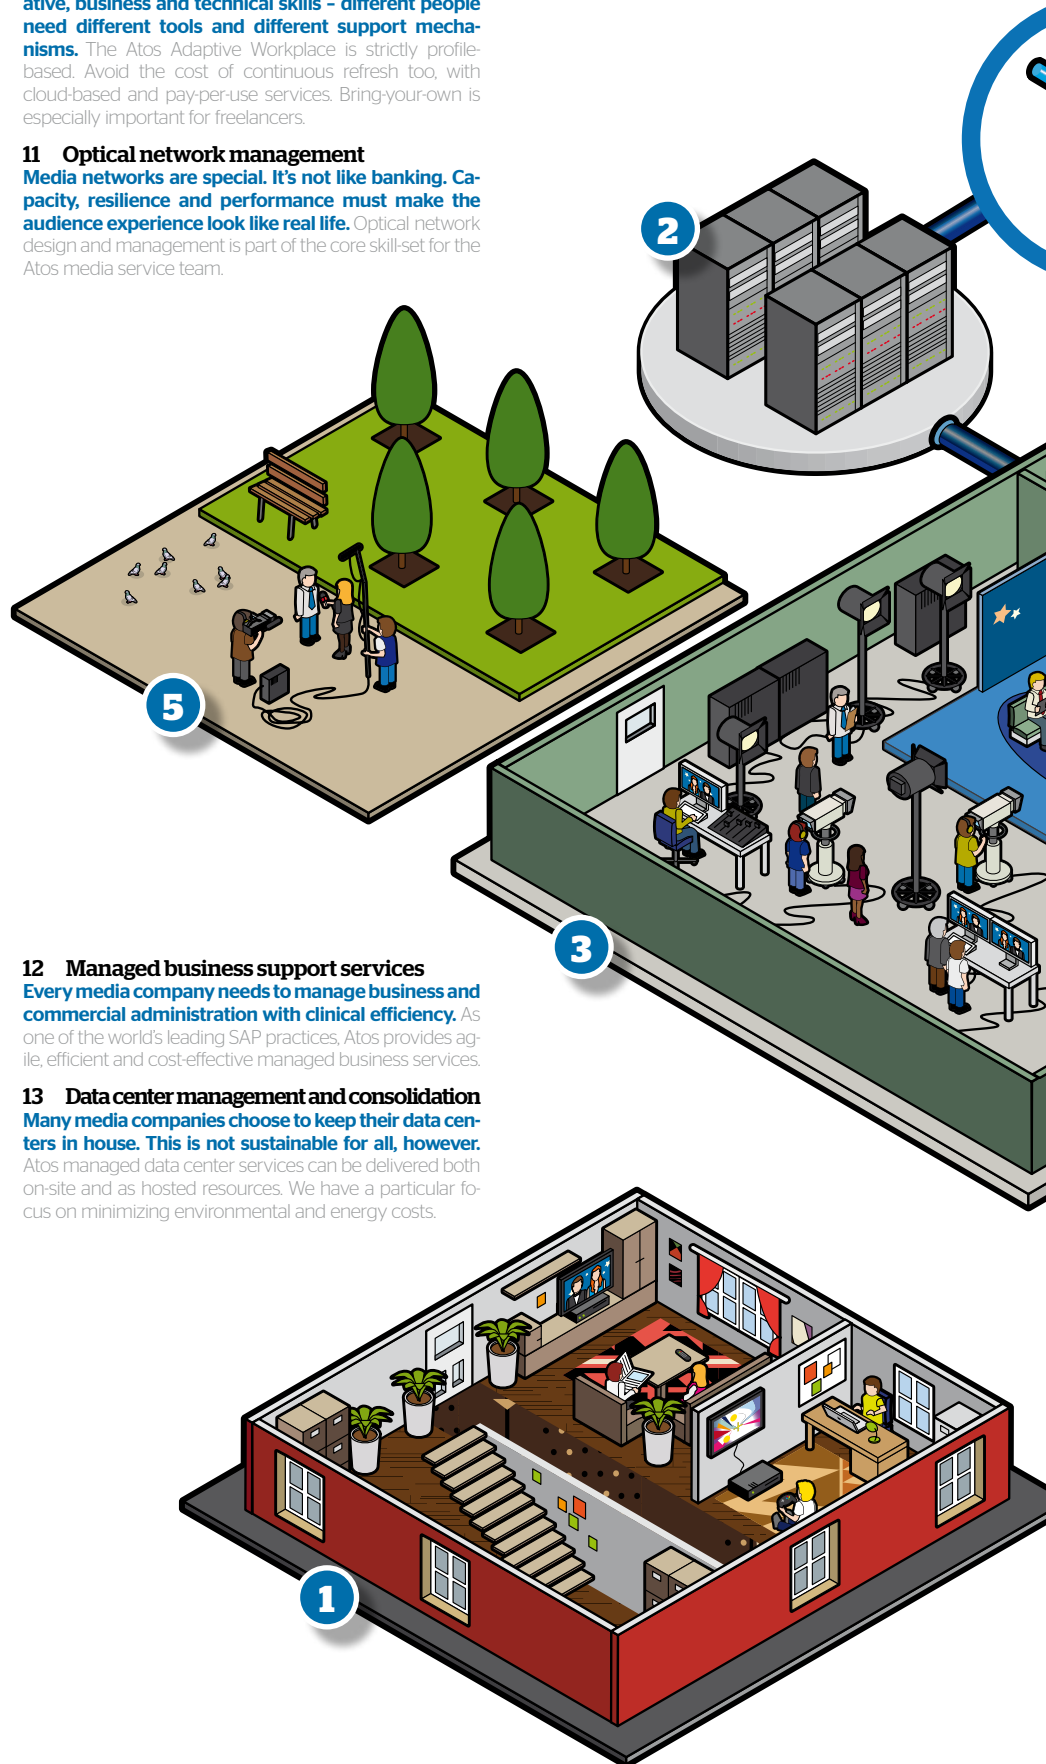 ative, business and technical skills – different people
need different tools and different support mecha-
nisms. The Atos Adaptive Workplace is strictly profile-
based. Avoid the cost of continuous refresh too, with
cloud-based and pay-per-use services. Bring-your-own is
especially important for freelancers.
11 Optical network management
Media networks are special. It's not like banking. Ca-
pacity, resilience and performance must make the
audience experience look like real life. Optical network
design and management is part of the core skill-set for the
Atos media service team.
2
5
3
12 Managed business support services
Every media company needs to manage business and
commercial administration with clinical efficiency. As
one of the world's leading SAP practices, Atos provides ag-
ile, efficient and cost-effective managed business services.
13 Data center management and consolidation
Many media companies choose to keep their data cen-
ters in house. This is not sustainable for all, however.
Atos managed data center services can be delivered both
on-site and as hosted resources. We have a particular fo-
cus on minimizing environmental and energy costs.
1